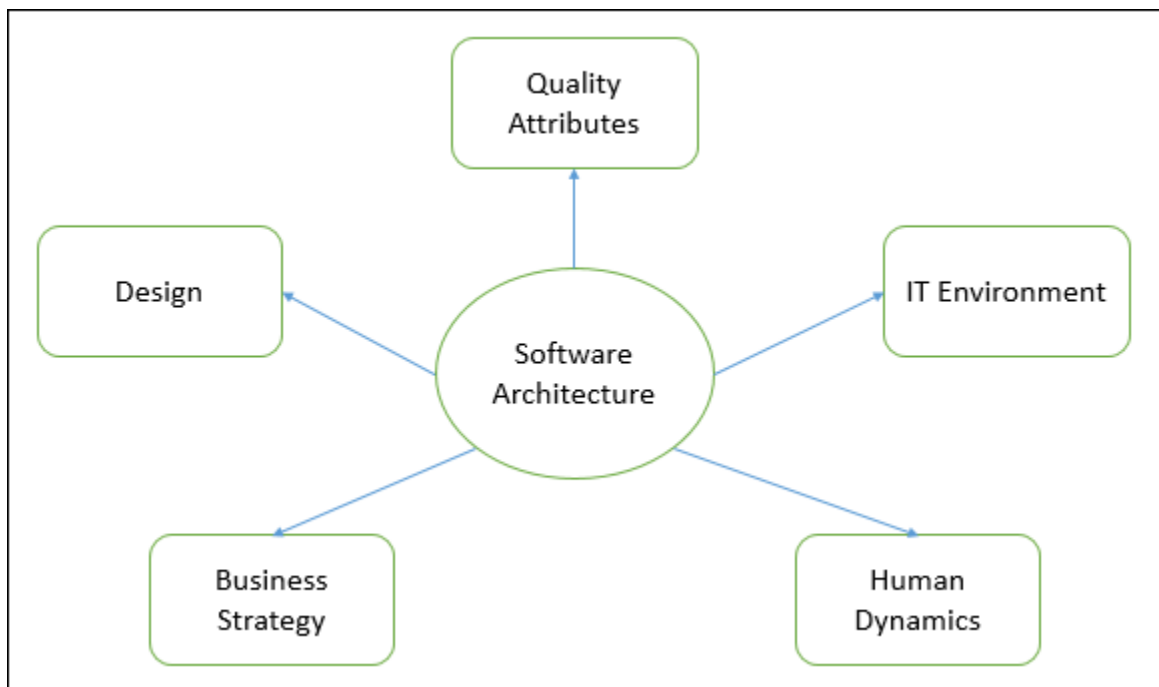 Quality
Attributes
Design
IT Environment
Software
Architecture
Business
Strategy
Human
Dynamics